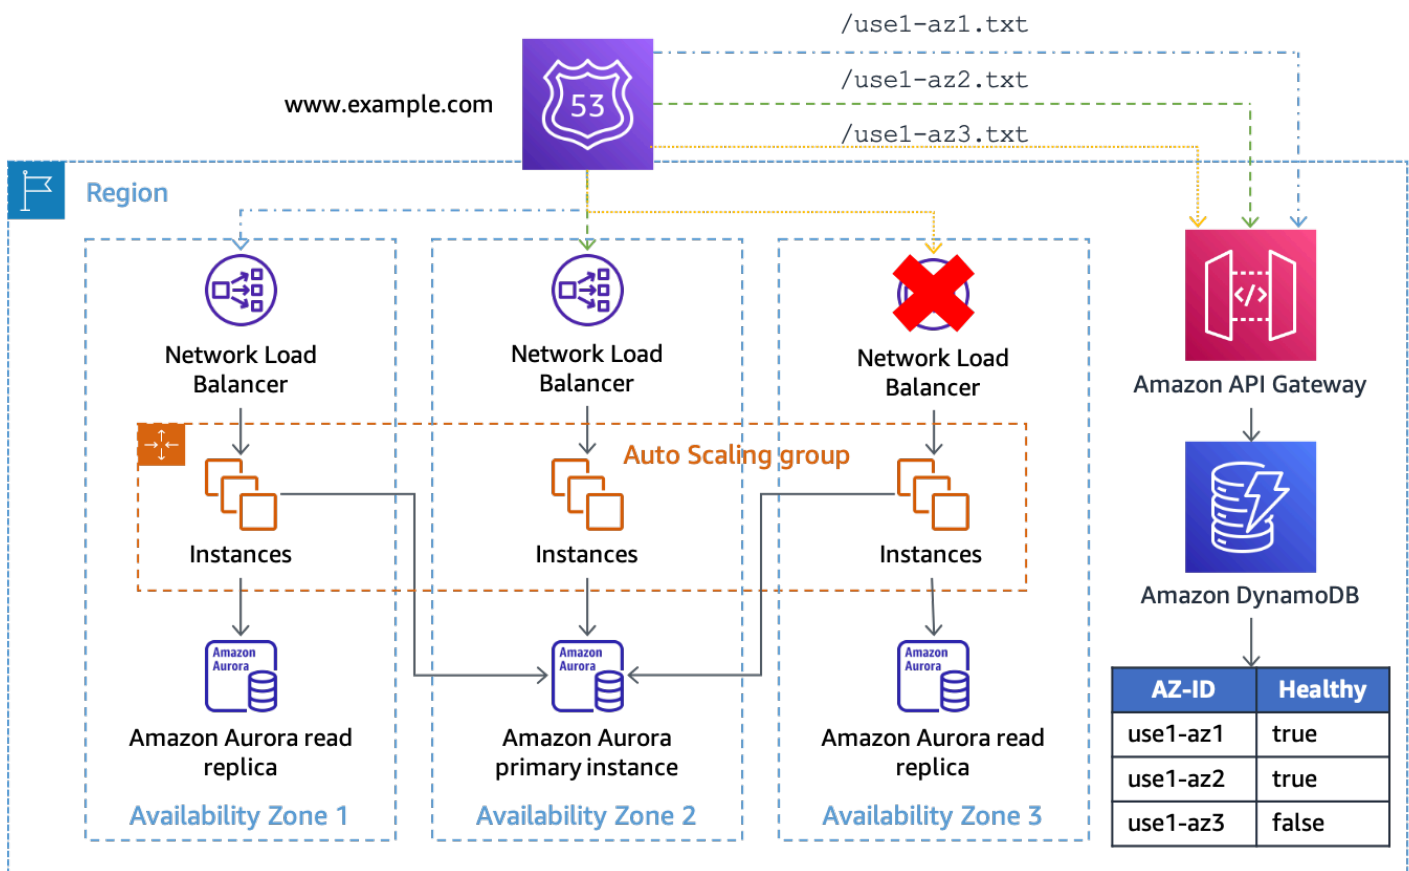 /use1-az1.txt
www.example.com
53
/use1-az2.txt
/use1-az3.txt
Region
Network Load
Balancer
Network Load
Balancer
Network Load
Balancer
</>
Amazon API Gateway
Auto Scaling group
Instances
Instances
Instances
Amazon DynamoDB
Amazon
Aurora
Amazon
Aurora
Amazon
Aurora
Amazon Aurora read
replica
Amazon Aurora
primary instance
Amazon Aurora read
replica
Availability Zone 1
Availability Zone 2
Availability Zone 3
AZ-ID Healthy
use1-az1 true
use1-az2 true
use1-az3 false